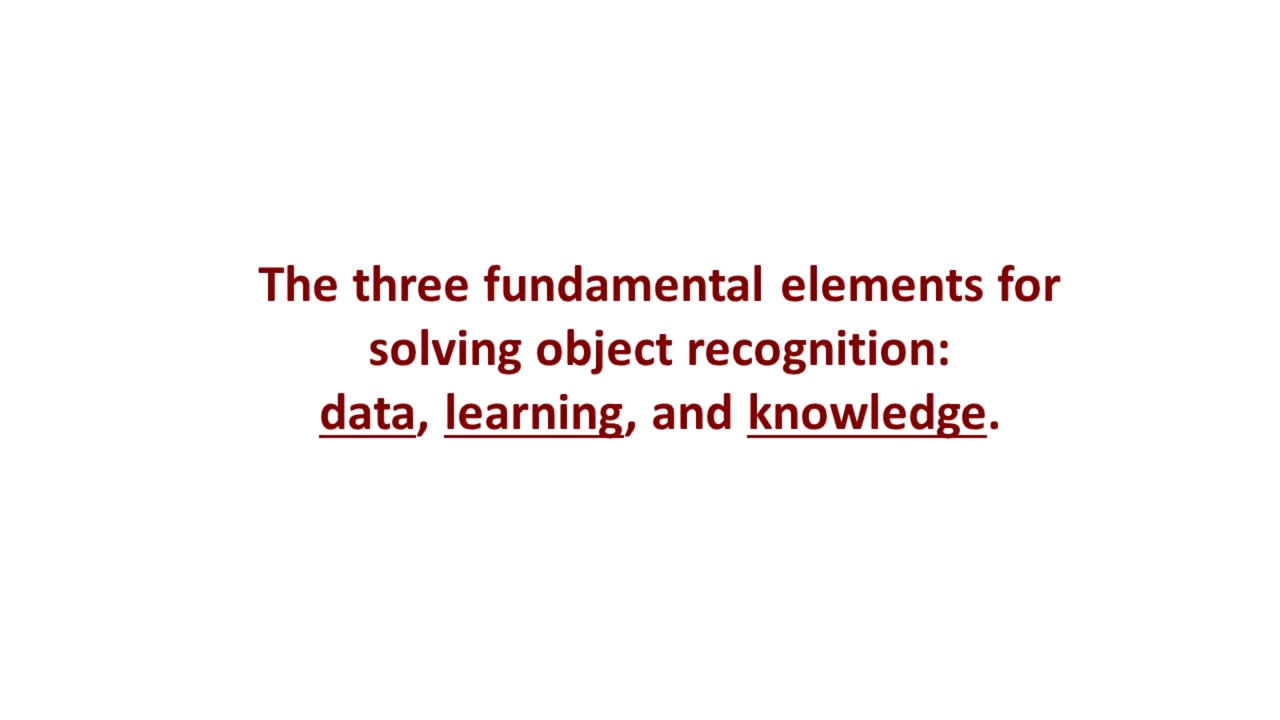 The three fundamental elements for
solving object recognition:
data, learning, and knowledge.